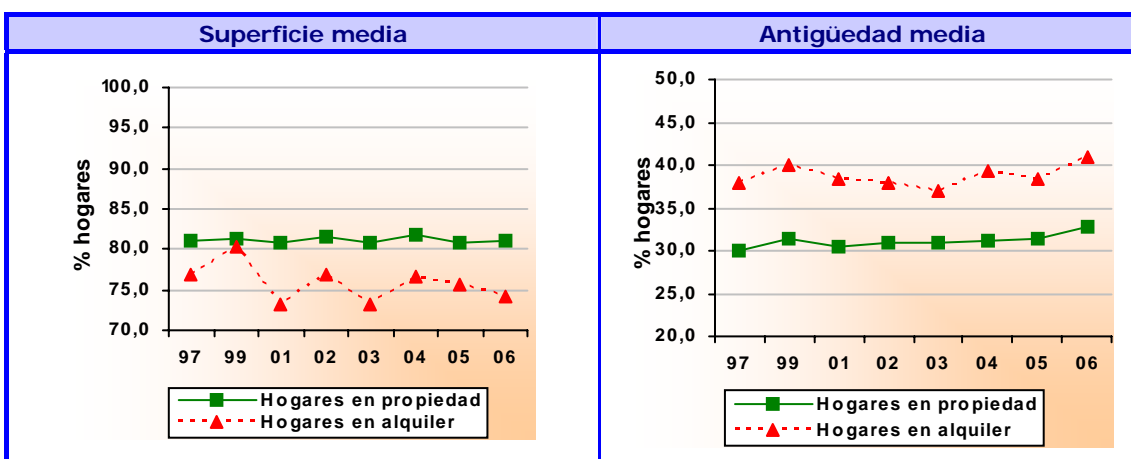 Superficie media
Antigüedad media
% hogares
100,0
95,0
90,0
85,0
80,0
75,0
70,0
97 99 01 02 03 04 05 06
Hogares en propiedad
Hogares en alquiler
% hogares
50,0
45,0
40,0
35,0
30,0
25,0
20,0
97 99 01 02 03 04 05 06
Hogares en propiedad
Hogares en alquiler